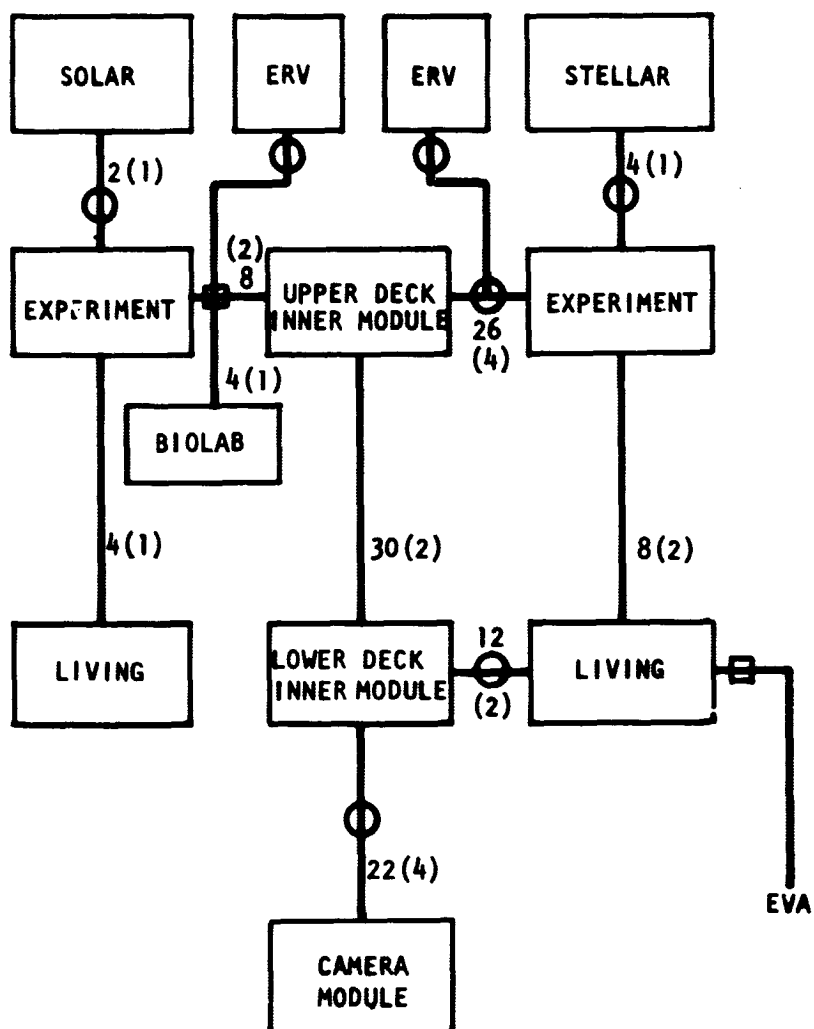 SOLAR
ERV
ERV
STELLAR
2(1)
4(1)
(2)
8
EXPERIMENT
UPPER DECK
INNER MODULE
26
(4)
EXPERIMENT
4(1)
BIOLAB
4(1)
30(2)
8(2)
LIVING
LOWER DECK
INNER MODULE
12
(2)
LIVING
22(4)
EVA
CAMERA
MODULE